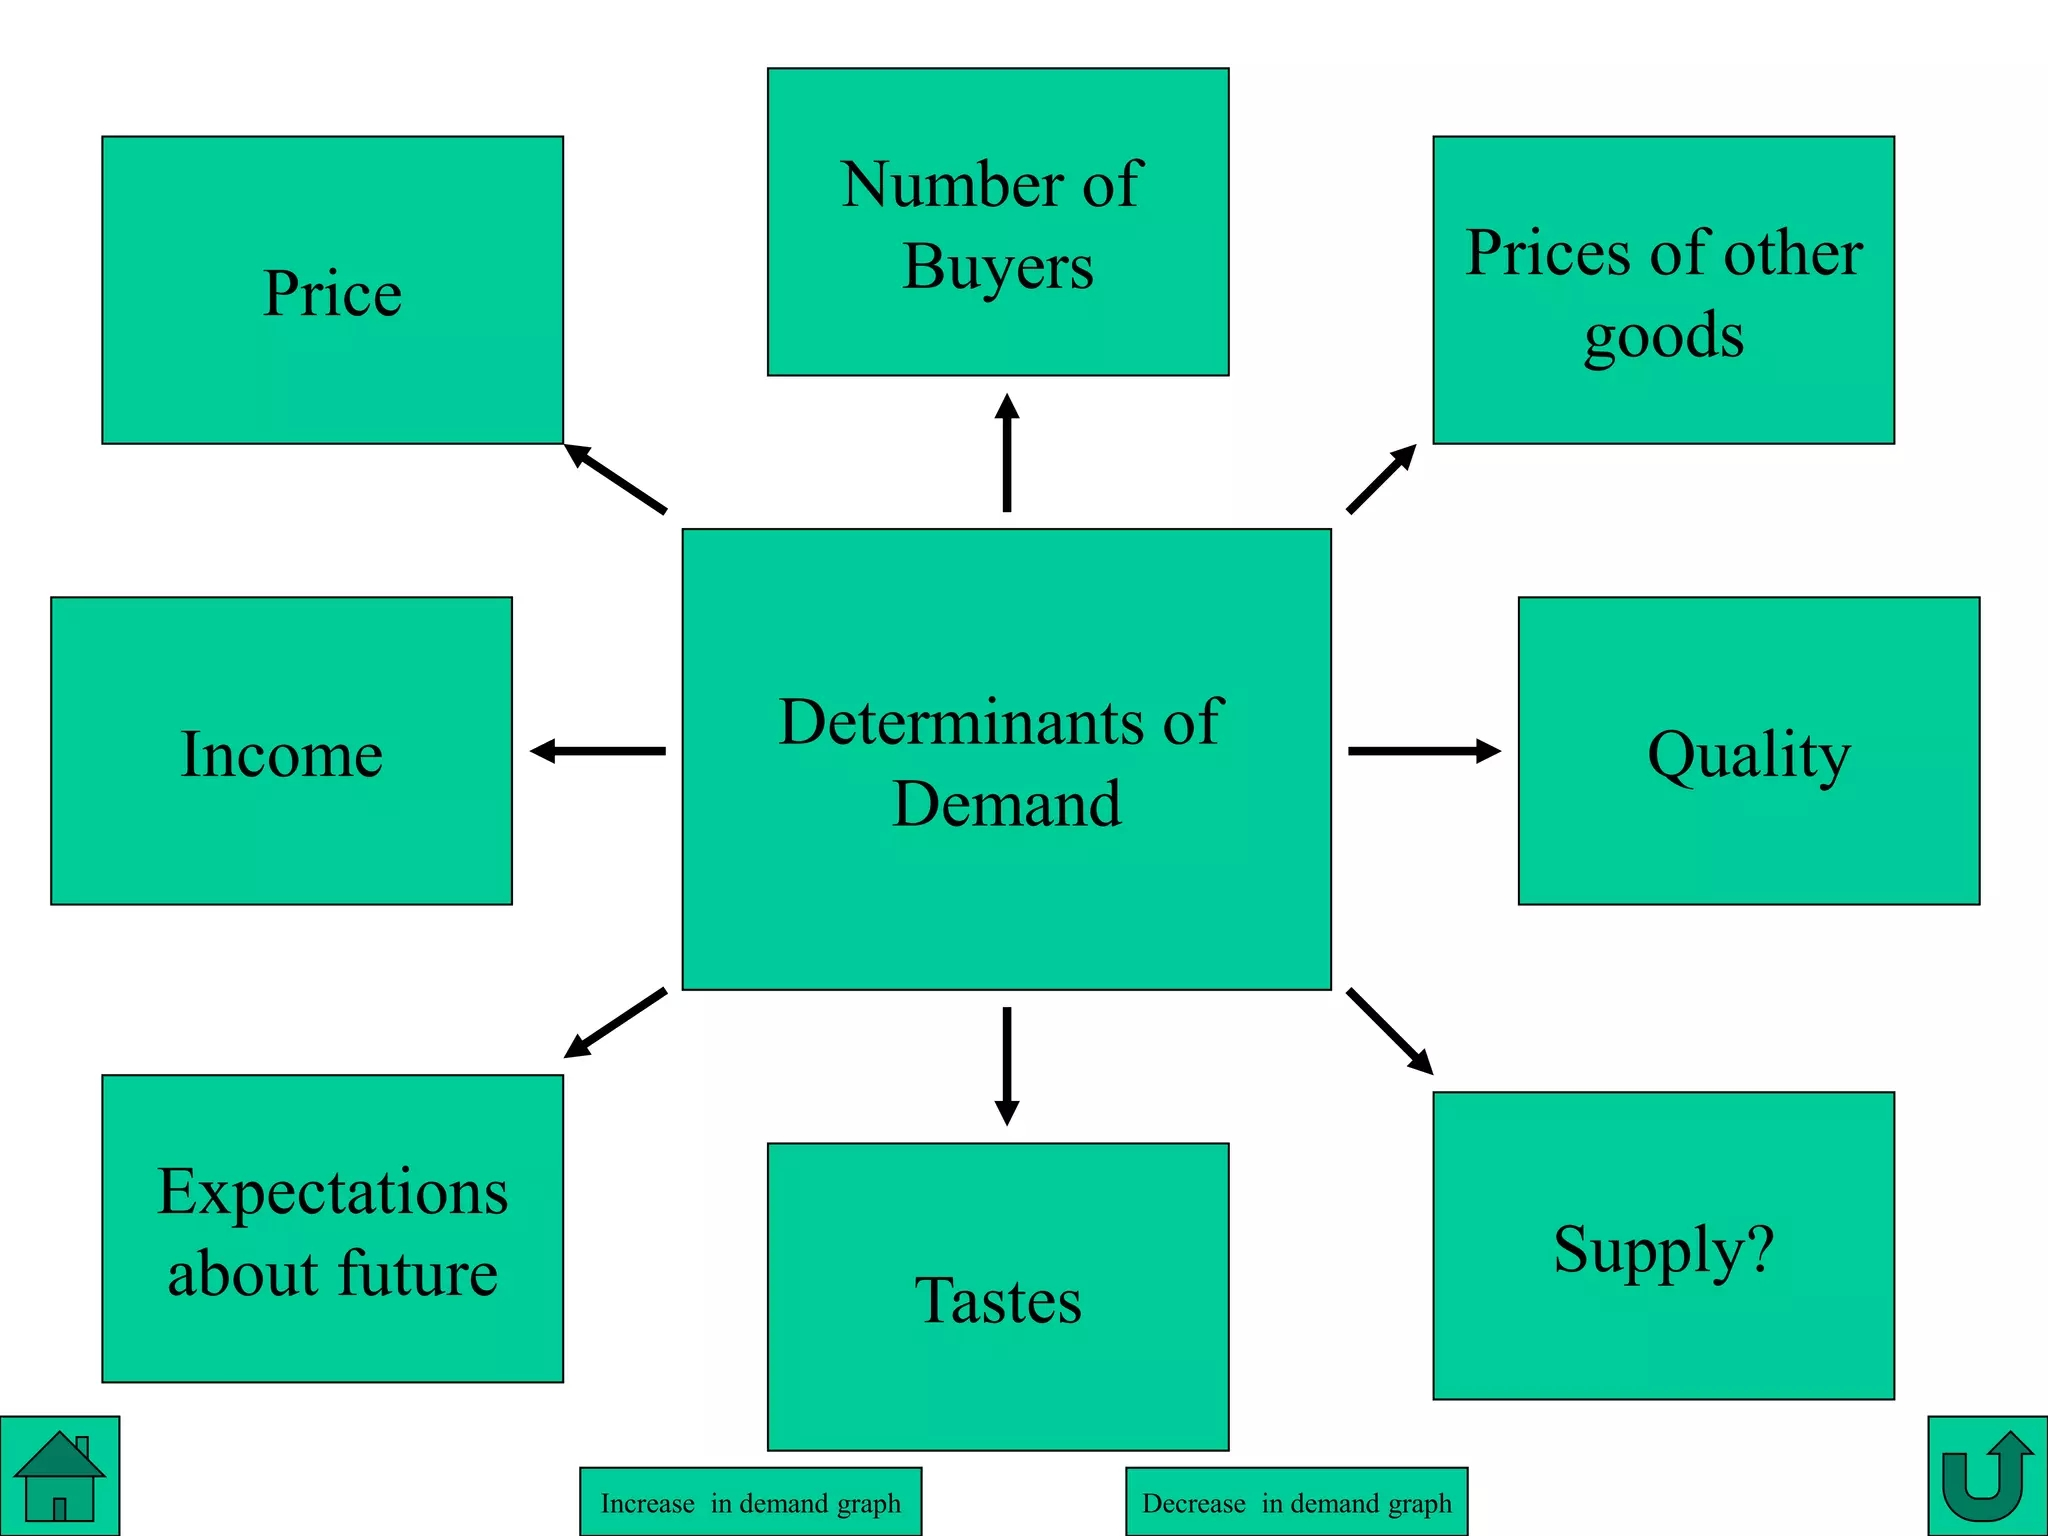 Number of
Buyers
Price
Prices of other
goods
Income
Determinants of
Demand
Quality
Expectations
about future
Tastes
Supply?
Increase  in demand graph
Decrease  in demand graph